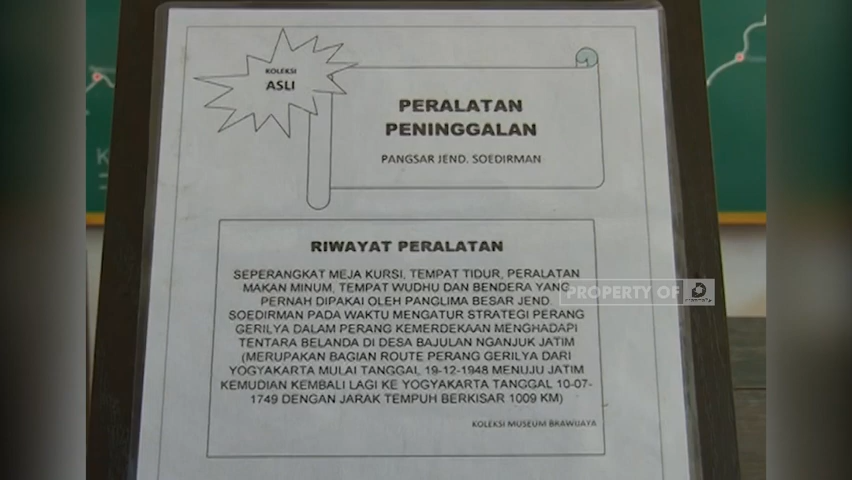 KOLEKSI
ASLI
PERALATAN
PENINGGALAN
PANGSAR JEND. SOEDIRMAN
RIWAYAT PERALATAN
SEPERANGKAT MEJA KURSI, TEMPAT TIDUR, PERALATAN
MAKAN MINUM, TEMPAT WUDHU DAN BENDERA YANG
PERNAH DIPAKAI OLEH PANGLIMA BESAR JEND.
SOEDIRMAN PADA WAKTU MENGATUR STRATEGI PERANG
GERILYA DALAM PERANG KEMERDEKAAN MENGHADAPI
TENTARA BELANDA DI DESA BAJULAN NGANJUK JATIM
(MERUPAKAN BAGIAN ROUTE PERANG GERILYA DARI
YOGYAKARTA MULAI TANGGAL 19-12-1948 MENUJU JATIM
KEMUDIAN KEMBALI LAGI KE YOGYAKARTA TANGGAL 10-07-
1749 DENGAN JARAK TEMPUH BERKISAR 1009 KM)
KOLEKSI MUSEUM BRAWIJAYA
PROPERTY OF